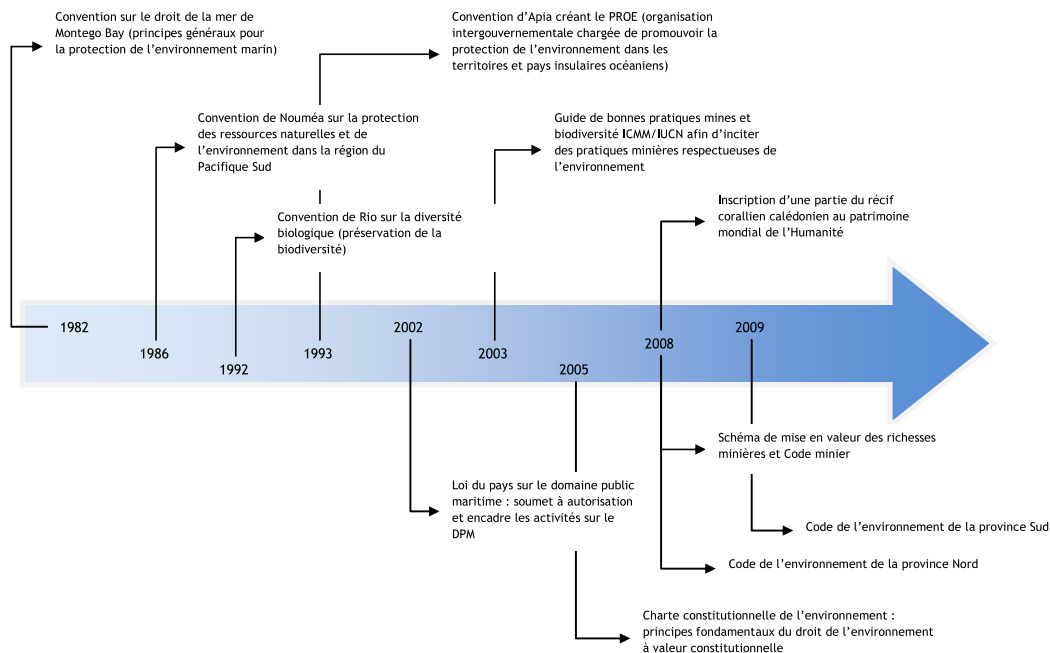 Convention sur le droit de la mer de
Montego Bay (principes généraux pour
la protection de l’environnement marin)
Convention d’Apia créant le PROE (organisation
intergouvernementale chargée de promouvoir la
protection de l’environnement dans les
territoires et pays insulaires océaniens)
Convention de Nouméa sur la protection
des ressources naturelles et de
l’environnement dans la région du
Pacifique Sud
Guide de bonnes pratiques mines et
biodiversité ICMM/IUCN afin d’inciter
des pratiques minières respectueuses de
l’environnement
Convention de Rio sur la diversité
biologique (préservation de la
biodiversité)
Inscription d’une partie du récif
corallien calédonien au patrimoine
mondial de l’Humanité
1982
1986
1992
1993
2002
2003
2005
2008
2009
Schéma de mise en valeur des richesses
minières et Code minier
Loi du pays sur le domaine public
maritime : soumet à autorisation
et encadre les activités sur le
DPM
Code de l’environnement de la province Sud
Code de l’environnement de la province Nord
Charte constitutionnelle de l’environnement :
principes fondamentaux du droit de l’environnement
à valeur constitutionnelle